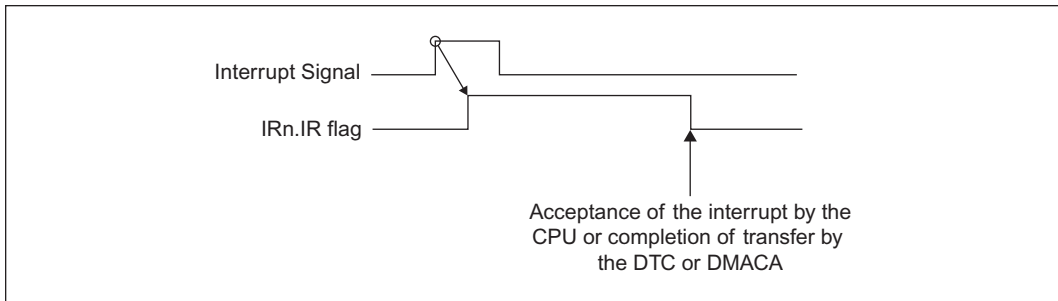 Interrupt Signal
IRn.IR flag
Acceptance of the interrupt by the
CPU or completion of transfer by
the DTC or DMACA